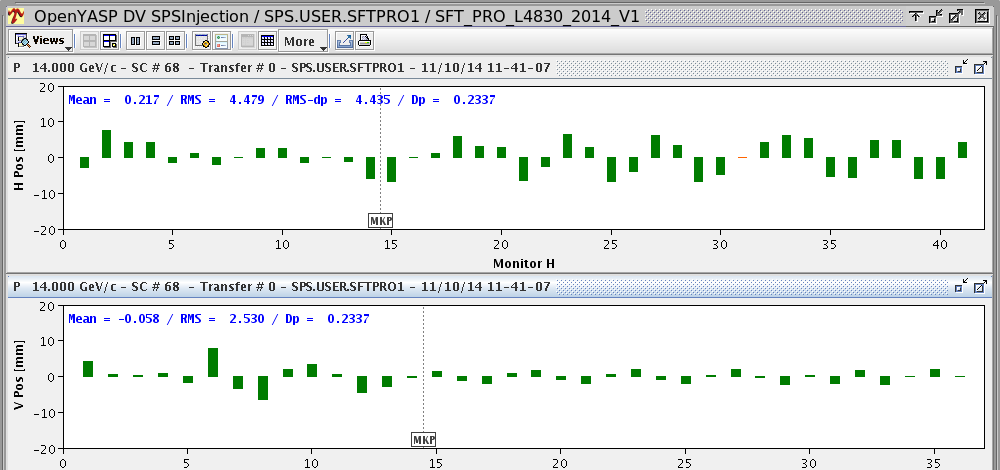 OpenYASP DV SPSInjection / SPS.USER.SFTPRO1 / SFT_PRO_L4830_2014_V1
Views More
P 14.000 GeV/c - SC # 68 - Transfer # 0 - SPS.USER.SFTPRO1 - 11/10/14 11-41-07
Mean = 0.217 / RMS = 4.479 / RMS-dp = 4.435 / Dp = 0.2337
20
10
0
-10
-20
H Pos [mm]
MKP
0 5 10 15 20 25 30 35 40
Monitor H
P 14.000 GeV/c - SC # 68 - Transfer # 0 - SPS.USER.SFTPRO1 - 11/10/14 11-41-07
Mean = -0.058 / RMS = 2.530 / Dp = 0.2337
20
10
0
-10
-20
V Pos [mm]
MKP
0 5 10 15 20 25 30 35